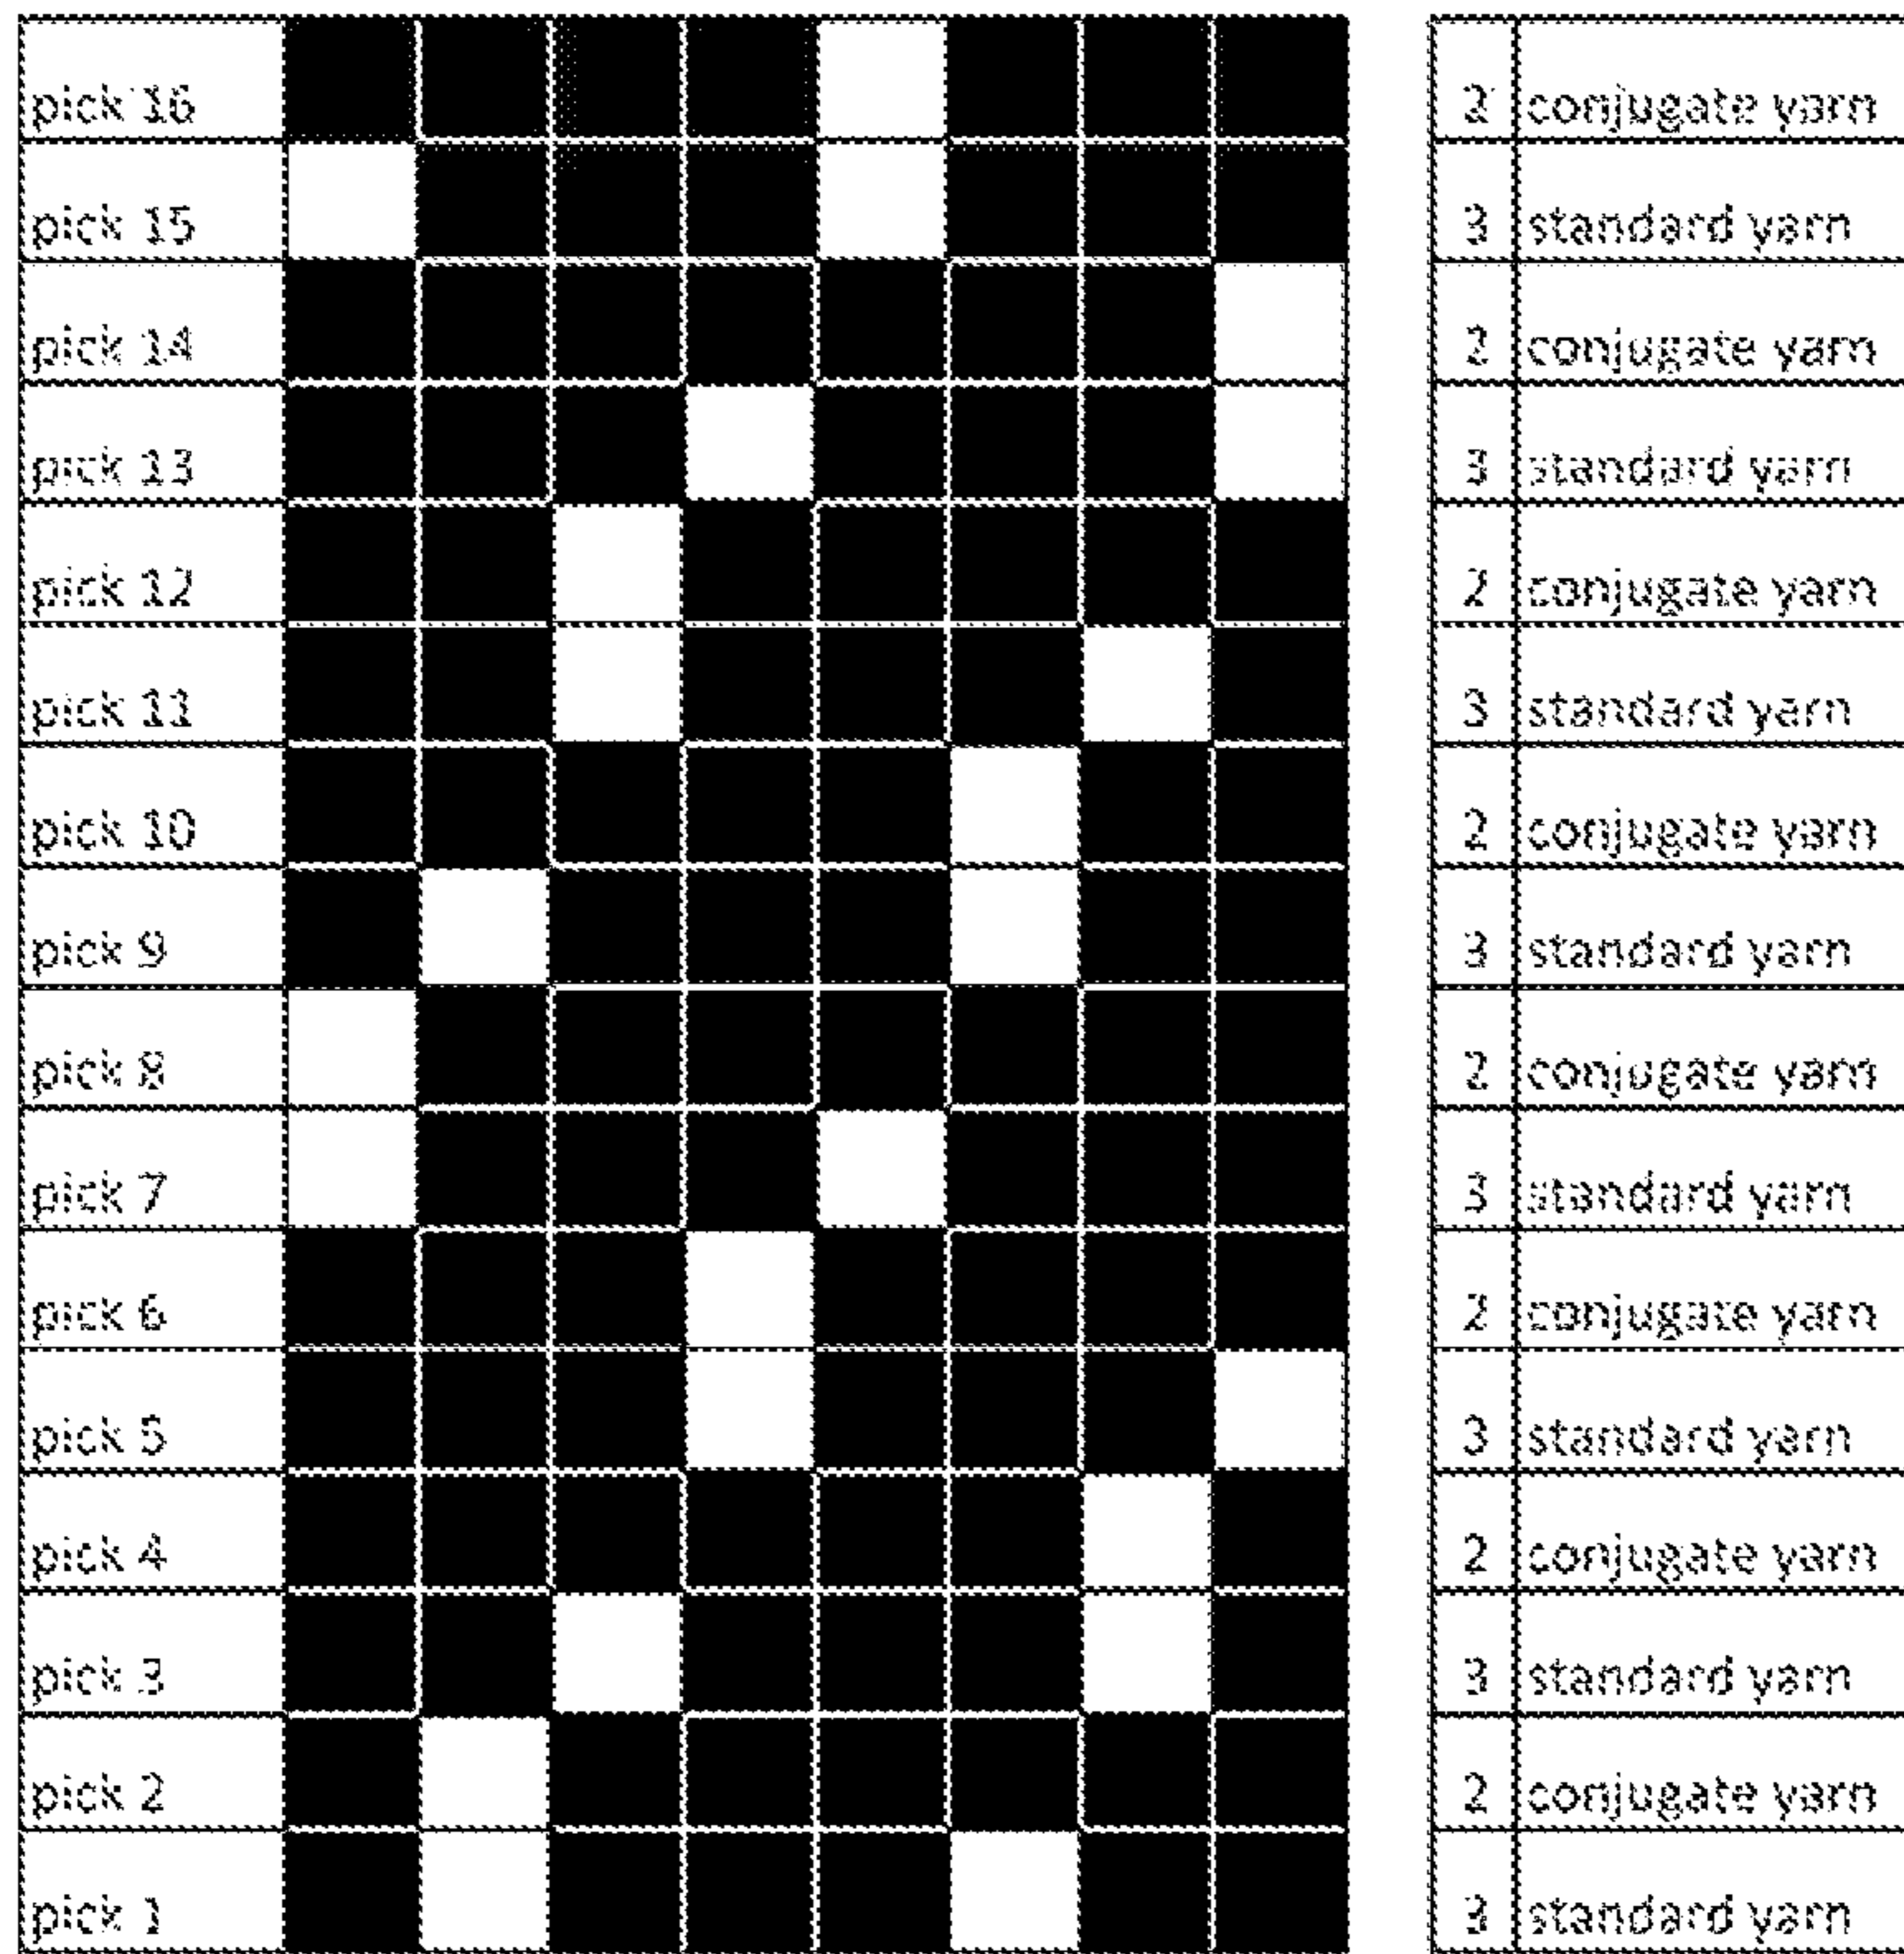 pick 16 2 conjugate yarn
pick 15 3 standard yarn
pick 14 2 conjugate yarn
pick 13 3 standard yarn
pick 12 2 conjugate yarn
pick 11 3 standard yarn
pick 10 2 conjugate yarn
pick 9 3 standard yarn
pick 8 2 conjugate yarn
pick 7 3 standard yarn
pick 6 2 conjugate yarn
pick 5 3 standard yarn
pick 4 2 conjugate yarn
pick 3 3 standard yarn
pick 2 2 conjugate yarn
pick 1 3 standard yarn